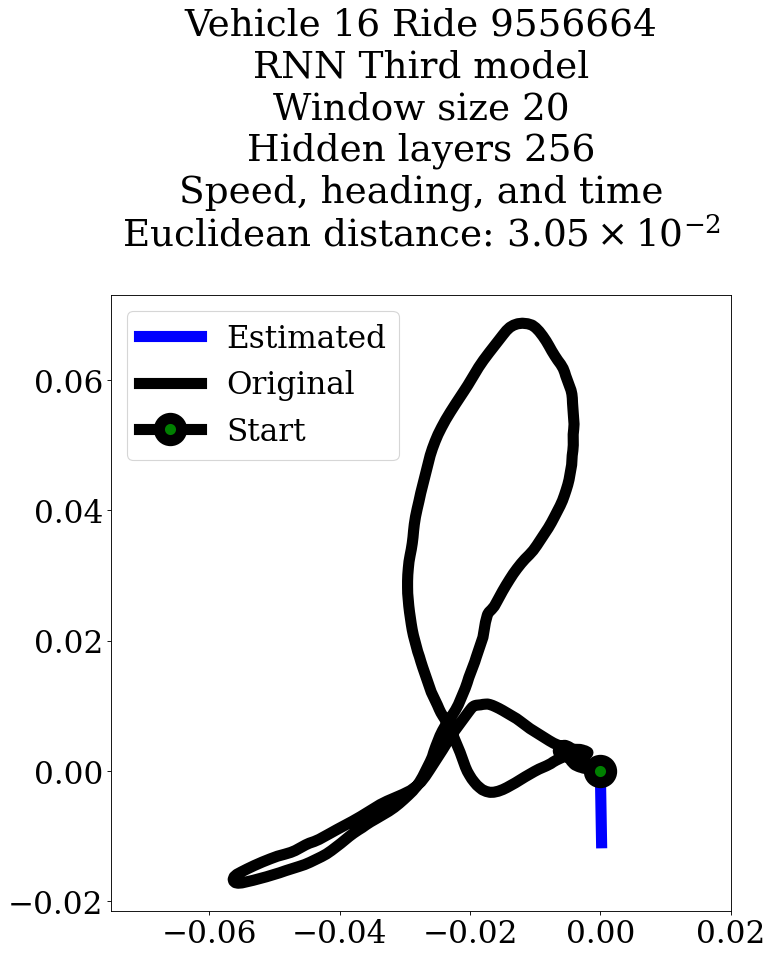 Vehicle 16 Ride 9556664
RNN Third model
Window size 20
Hidden layers 256
Speed, heading, and time
Euclidean distance: 3.05 × 10⁻²
Estimated
Original
Start
0.06
0.04
0.02
0.00
−0.02
−0.06 −0.04 −0.02 0.00 0.02